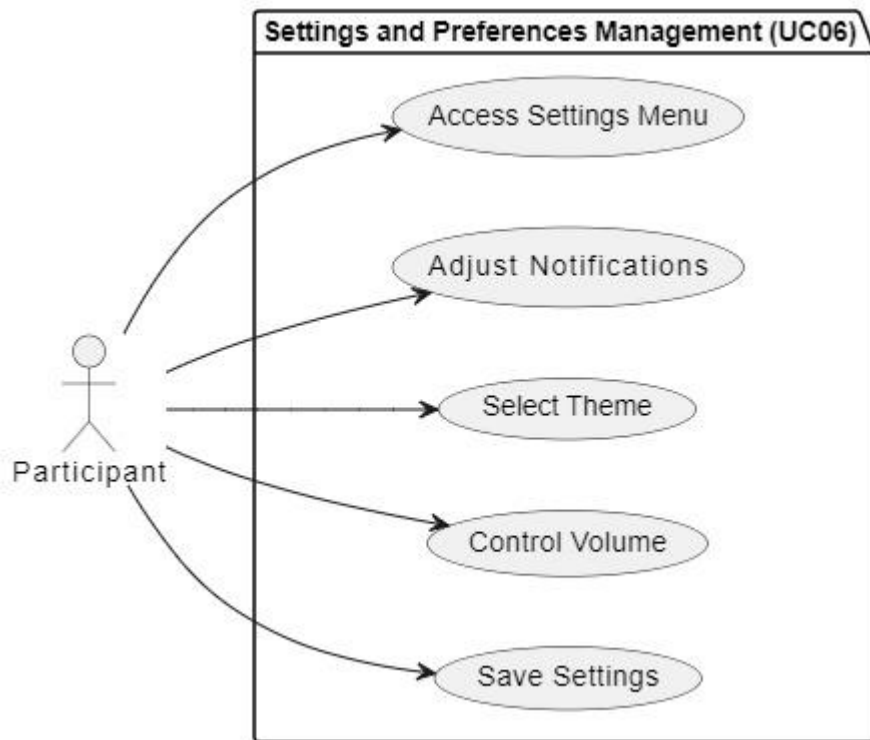 Settings and Preferences Management (UC06)
Access Settings Menu
Adjust Notifications
Select Theme
Participant
Control Volume
Save Settings